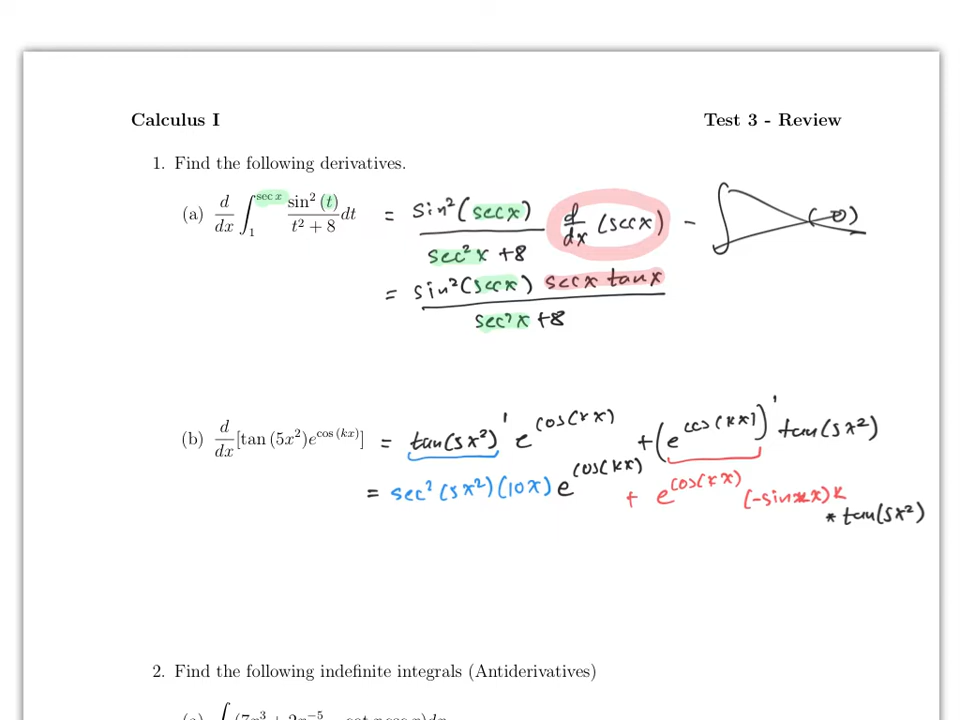 Calculus I Test 3 - Review
1. Find the following derivatives.
(a) d/dx ∫_1^{sec x} sin² (t) / (t² + 8) dt = sin²(sec x) / (sec² x + 8) d/dx (sec x) − (0)
= sin²(sec x) sec x tan x / (sec² x + 8)
(b) d/dx [tan (5x²)e^{cos (kx)}] = tan(5x²)' e^{cos(kx)} + (e^{cos(kx)})' tan(5x²)
= sec²(5x²)(10x) e^{cos(kx)} + e^{cos(kx)} (-sin kx) k
* tan(5x²)
2. Find the following indefinite integrals (Antiderivatives)